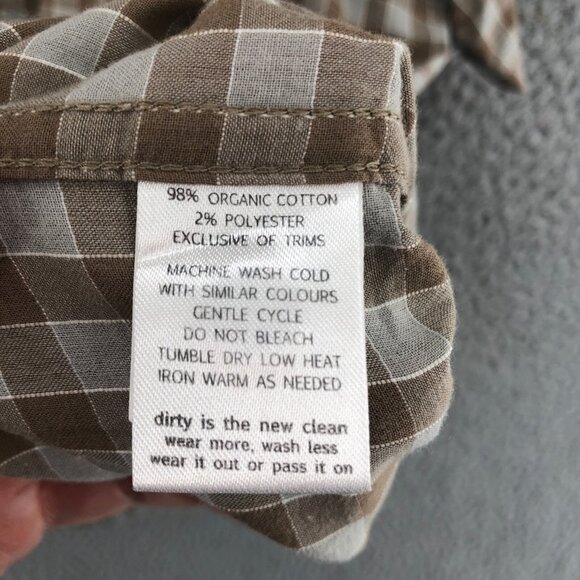 98% ORGANIC COTTON
2% POLYESTER
EXCLUSIVE OF TRIMS
MACHINE WASH COLD
WITH SIMILAR COLOURS
GENTLE CYCLE
DO NOT BLEACH
TUMBLE DRY LOW HEAT
IRON WARM AS NEEDED
dirty is the new clean
wear more, wash less
wear it out or pass it on